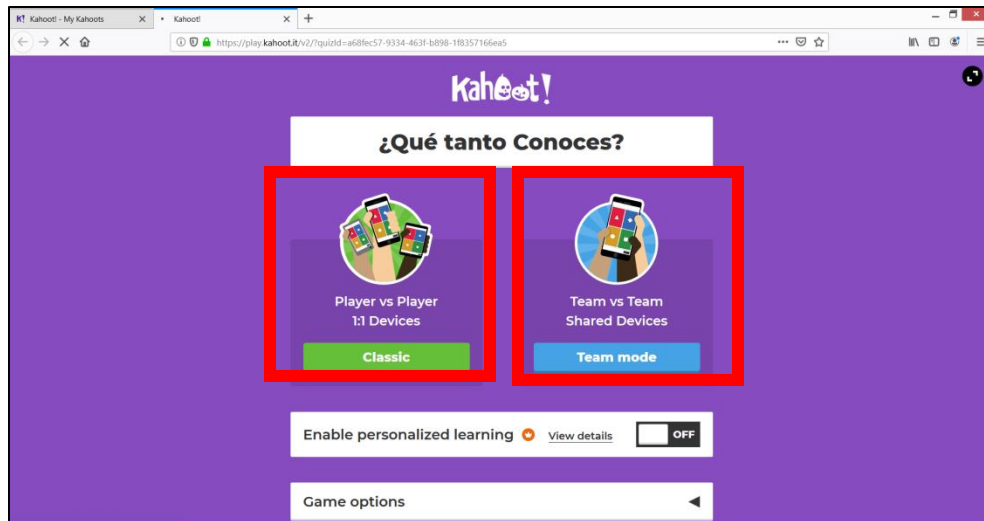 K! Kahoot! - My Kahoots
Kahoot!
https://play.kahoot.it/v2/?quizId=a68fec57-9334-463f-b898-1f8357166ea5
Kahoot!
¿Qué tanto Conoces?
Player vs Player
1:1 Devices
Classic
Team vs Team
Shared Devices
Team mode
Enable personalized learning View details OFF
Game options